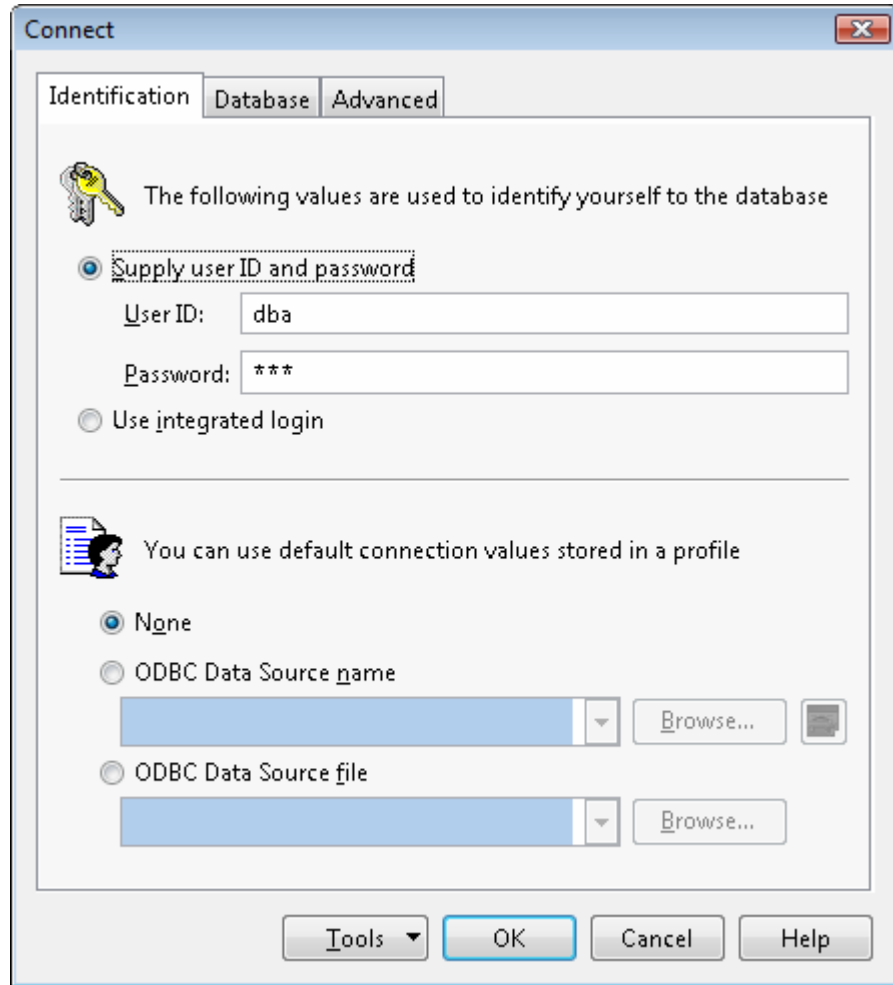 Connect
Identification Database Advanced
The following values are used to identify yourself to the database
Supply user ID and password
User ID: dba
Password: ***
Use integrated login
You can use default connection values stored in a profile
None
ODBC Data Source name
Browse...
ODBC Data Source file
Browse...
Tools OK Cancel Help